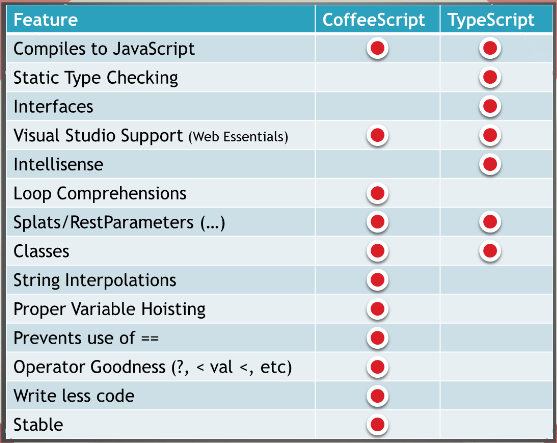 Feature CoffeeScript TypeScript
Compiles to JavaScript
Static Type Checking
Interfaces
Visual Studio Support (Web Essentials)
Intellisense
Loop Comprehensions
Splats/RestParameters (…)
Classes
String Interpolations
Proper Variable Hoisting
Prevents use of ==
Operator Goodness (?, < val <, etc)
Write less code
Stable